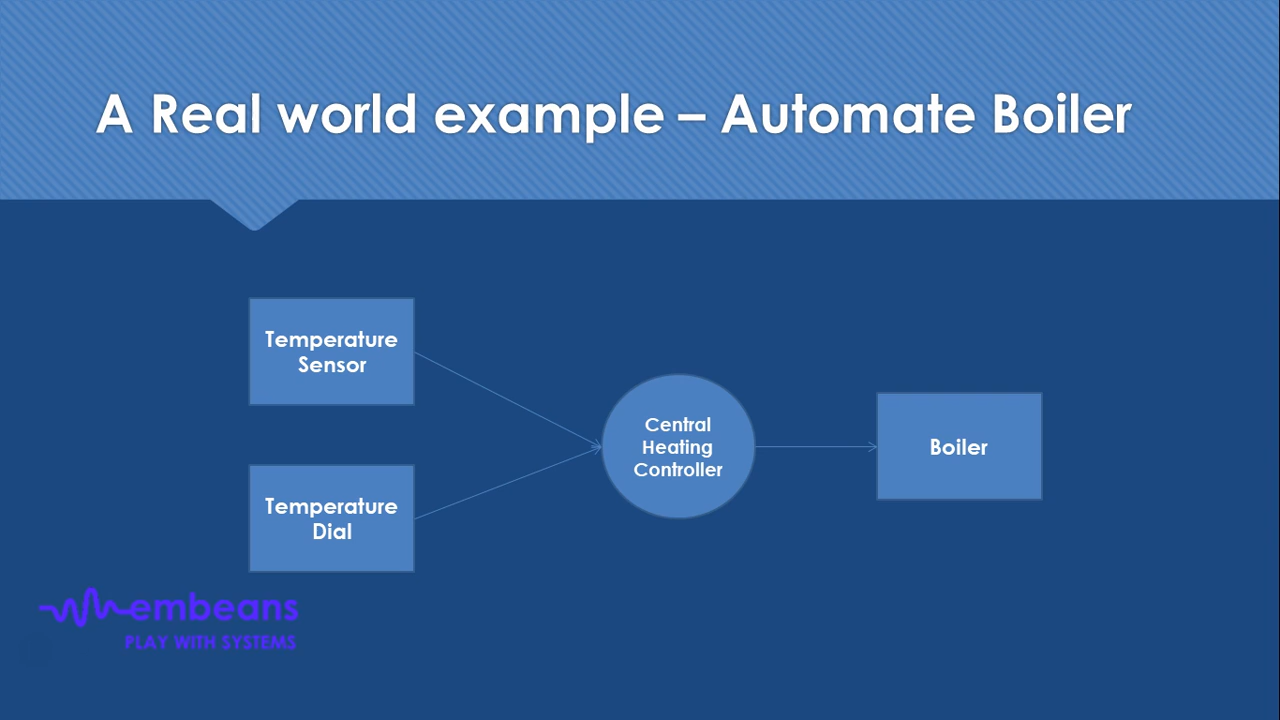 A Real world example – Automate Boiler
Temperature
Sensor
Central
Heating
Controller
Boiler
Temperature
Dial
embeans
PLAY WITH SYSTEMS